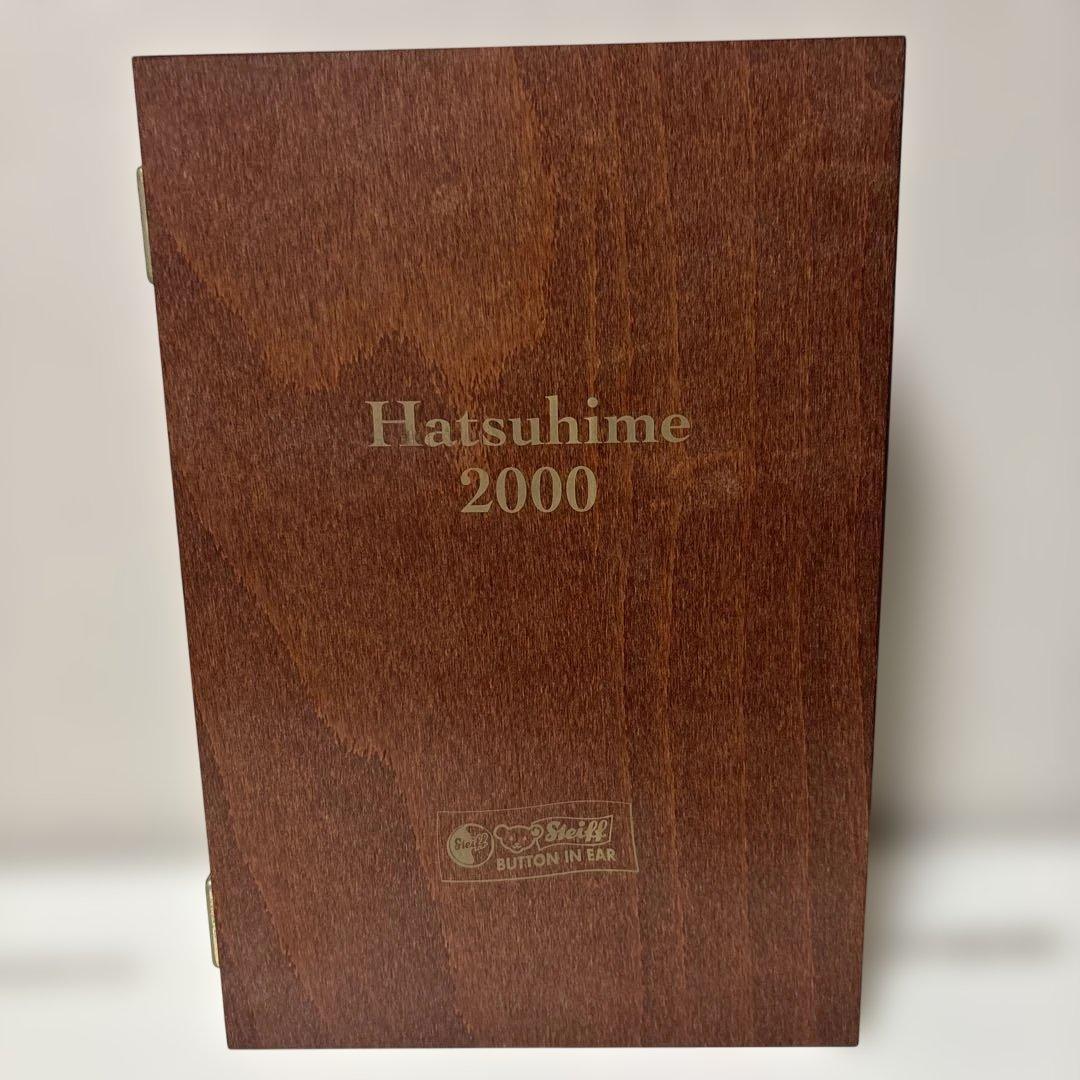 Hatsuhime
2000
Steiff
Steiff
BUTTON IN EAR